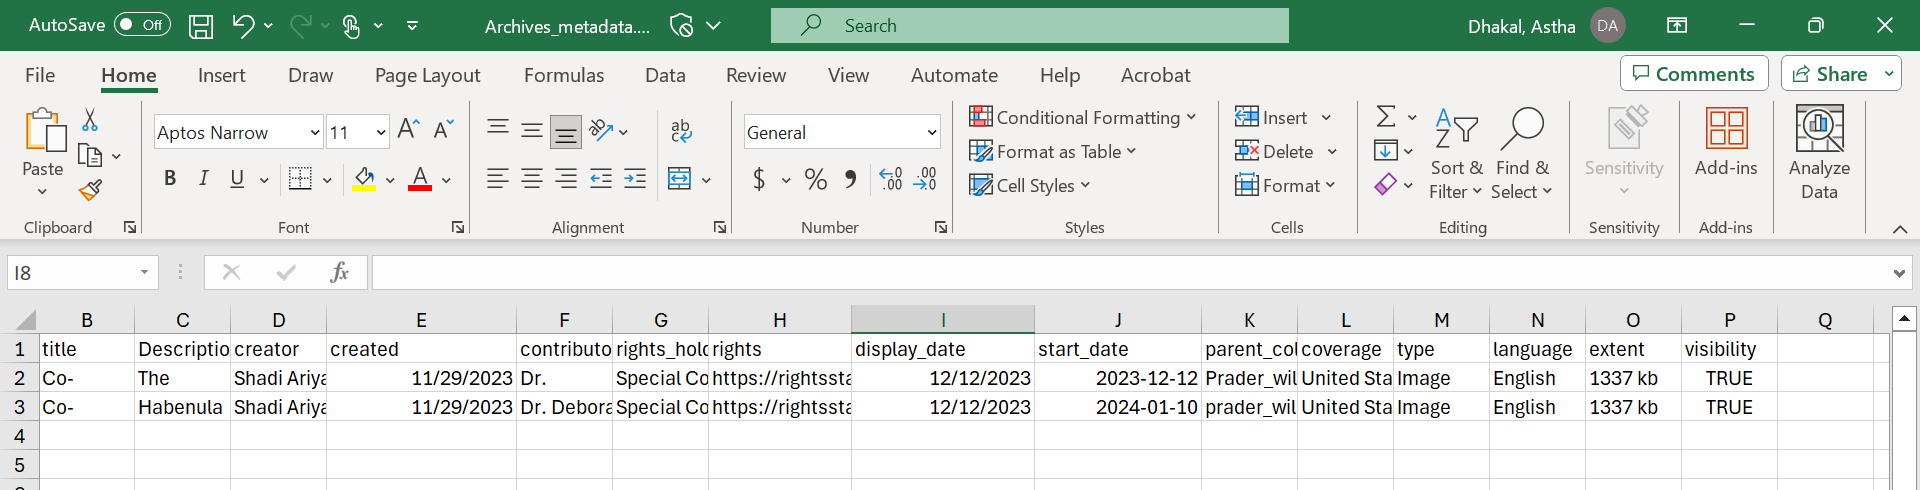 AutoSave Off Archives_metadata.... Search Dhakal, Astha DA
File Home Insert Draw Page Layout Formulas Data Review View Automate Help Acrobat Comments Share
Paste
Clipboard
Aptos Narrow 11 A A
B I U A
Font
ab
c
Alignment
General
$ % , .00 .00
Number
Conditional Formatting
Format as Table
Cell Styles
Styles
Insert
Delete
Format
Cells
Sort & Filter
Find & Select
Editing
Sensitivity
Sensitivity
Add-ins
Add-ins
Analyze Data
I8 fx
B C D E F G H I J K L M N O P Q
1 title Descriptio creator created contributo rights_hold rights display_date start_date parent_col coverage type language extent visibility
2 Co- The Shadi Ariya 11/29/2023 Dr. Special Co https://rightssta 12/12/2023 2023-12-12 Prader_wil United Sta Image English 1337 kb TRUE
3 Co- Habenula Shadi Ariya 11/29/2023 Dr. Debora Special Co https://rightssta 12/12/2023 2024-01-10 prader_wil United Sta Image English 1337 kb TRUE
4
5